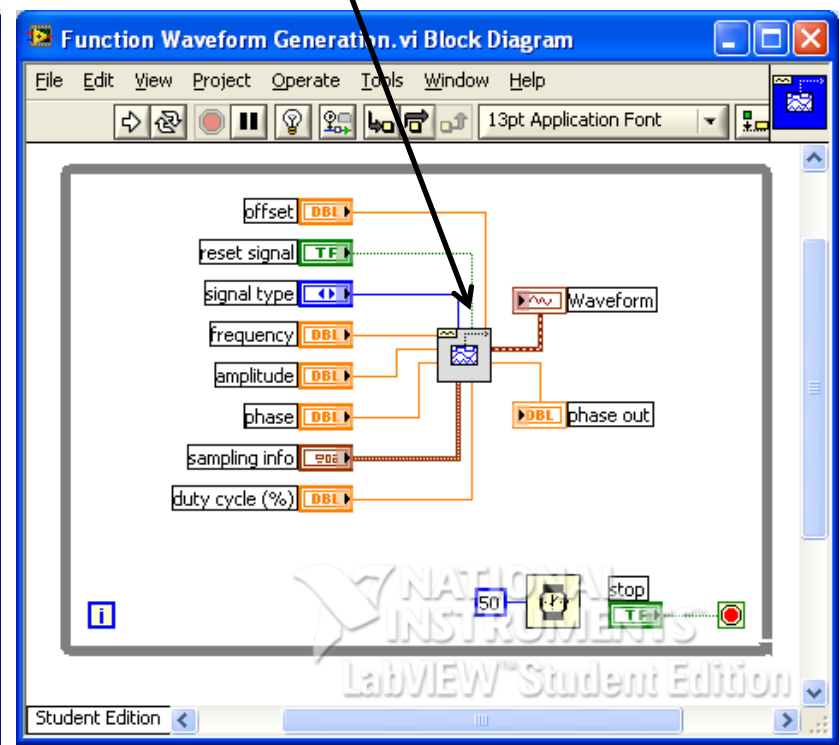 Function Waveform Generation.vi Block Diagram
File Edit View Project Operate Tools Window Help
13pt Application Font
offset DBL
reset signal TF
signal type
Waveform
frequency DBL
amplitude DBL
phase DBL
DBL phase out
sampling info
duty cycle (%) DBL
NATIONAL
INSTRUMENTS
LabVIEW™ Student Edition
stop
50
TF
i
Student Edition